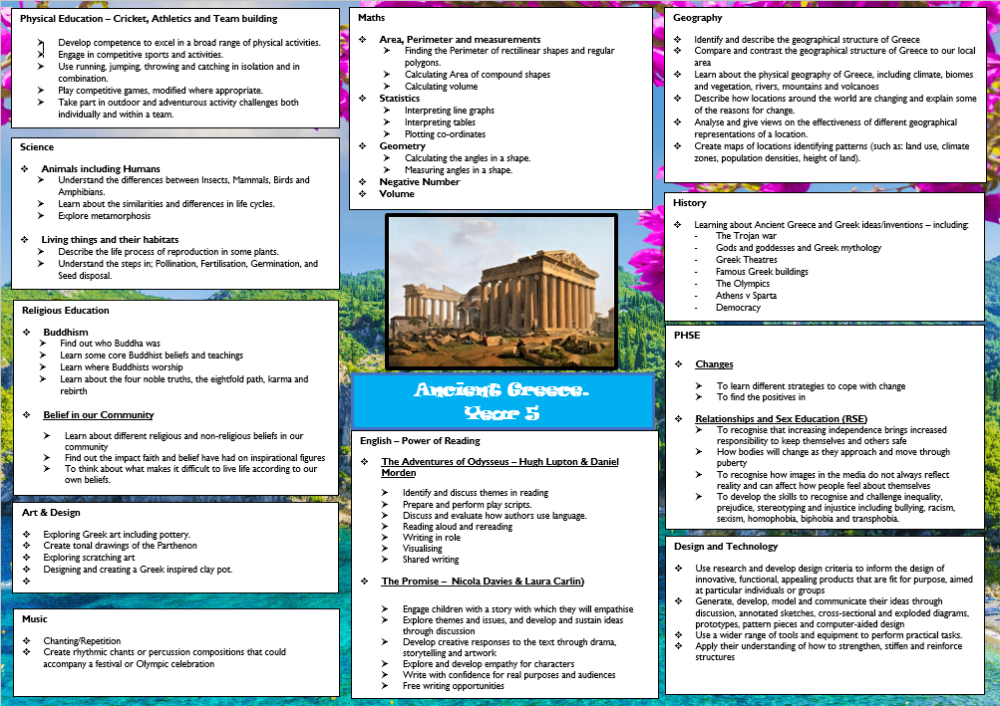 Physical Education – Cricket, Athletics and Team building
Develop competence to excel in a broad range of physical activities.
Engage in competitive sports and activities.
Use running, jumping, throwing and catching in isolation and in
combination.
Play competitive games, modified where appropriate.
Take part in outdoor and adventurous activity challenges both
individually and within a team.
Science
Animals including Humans
Understand the differences between Insects, Mammals, Birds and
Amphibians.
Learn about the similarities and differences in life cycles.
Explore metamorphosis
Living things and their habitats
Describe the life process of reproduction in some plants.
Understand the steps in; Pollination, Fertilisation, Germination, and
Seed disposal.
Religious Education
Buddhism
Find out who Buddha was
Learn some core Buddhist beliefs and teachings
Learn where Buddhists worship
Learn about the four noble truths, the eightfold path, karma and
rebirth
Belief in our Community
Learn about different religious and non-religious beliefs in our
community
Find out the impact faith and belief have had on inspirational figures
To think about what makes it difficult to live life according to our
own beliefs.
Art & Design
Exploring Greek art including pottery.
Create tonal drawings of the Parthenon
Exploring scratching art
Designing and creating a Greek inspired clay pot.
Music
Chanting/Repetition
Create rhythmic chants or percussion compositions that could
accompany a festival or Olympic celebration
Maths
Area, Perimeter and measurements
Finding the Perimeter of rectilinear shapes and regular
polygons.
Calculating Area of compound shapes
Calculating volume
Statistics
Interpreting line graphs
Interpreting tables
Plotting co-ordinates
Geometry
Calculating the angles in a shape.
Measuring angles in a shape.
Negative Number
Volume
Ancient Greece.
Year 5
English – Power of Reading
The Adventures of Odysseus – Hugh Lupton & Daniel
Morden
Identify and discuss themes in reading
Prepare and perform play scripts.
Discuss and evaluate how authors use language.
Reading aloud and rereading
Writing in role
Visualising
Shared writing
The Promise – Nicola Davies & Laura Carlin)
Engage children with a story with which they will empathise
Explore themes and issues, and develop and sustain ideas
through discussion
Develop creative responses to the text through drama,
storytelling and artwork
Explore and develop empathy for characters
Write with confidence for real purposes and audiences
Free writing opportunities
Geography
Identify and describe the geographical structure of Greece
Compare and contrast the geographical structure of Greece to our local
area
Learn about the physical geography of Greece, including climate, biomes
and vegetation, rivers, mountains and volcanoes
Describe how locations around the world are changing and explain some
of the reasons for change.
Analyse and give views on the effectiveness of different geographical
representations of a location.
Create maps of locations identifying patterns (such as: land use, climate
zones, population densities, height of land).
History
Learning about Ancient Greece and Greek ideas/inventions – including:
- The Trojan war
- Gods and goddesses and Greek mythology
- Greek Theatres
- Famous Greek buildings
- The Olympics
- Athens v Sparta
- Democracy
PHSE
Changes
To learn different strategies to cope with change
To find the positives in
Relationships and Sex Education (RSE)
To recognise that increasing independence brings increased
responsibility to keep themselves and others safe
How bodies will change as they approach and move through
puberty
To recognise how images in the media do not always reflect
reality and can affect how people feel about themselves
To develop the skills to recognise and challenge inequality,
prejudice, stereotyping and injustice including bullying, racism,
sexism, homophobia, biphobia and transphobia.
Design and Technology
Use research and develop design criteria to inform the design of
innovative, functional, appealing products that are fit for purpose, aimed
at particular individuals or groups
Generate, develop, model and communicate their ideas through
discussion, annotated sketches, cross-sectional and exploded diagrams,
prototypes, pattern pieces and computer-aided design
Use a wider range of tools and equipment to perform practical tasks.
Apply their understanding of how to strengthen, stiffen and reinforce
structures